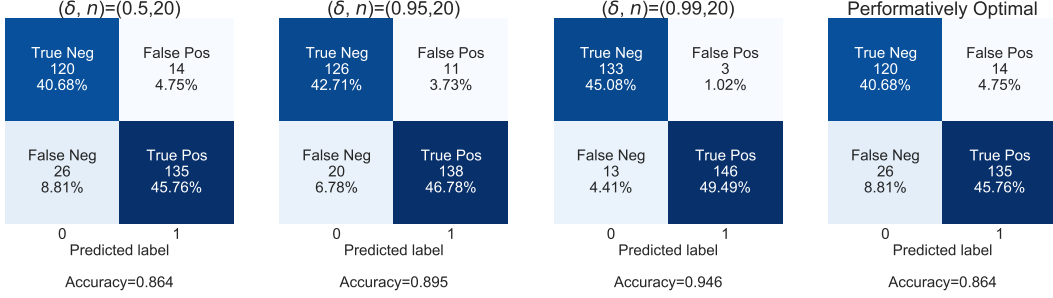 (δ, n)=(0.5,20)
True Neg
120
40.68%
False Pos
14
4.75%
False Neg
26
8.81%
True Pos
135
45.76%
0 1
Predicted label
Accuracy=0.864
(δ, n)=(0.95,20)
True Neg
126
42.71%
False Pos
11
3.73%
False Neg
20
6.78%
True Pos
138
46.78%
0 1
Predicted label
Accuracy=0.895
(δ, n)=(0.99,20)
True Neg
133
45.08%
False Pos
3
1.02%
False Neg
13
4.41%
True Pos
146
49.49%
0 1
Predicted label
Accuracy=0.946
Performatively Optimal
True Neg
120
40.68%
False Pos
14
4.75%
False Neg
26
8.81%
True Pos
135
45.76%
0 1
Predicted label
Accuracy=0.864